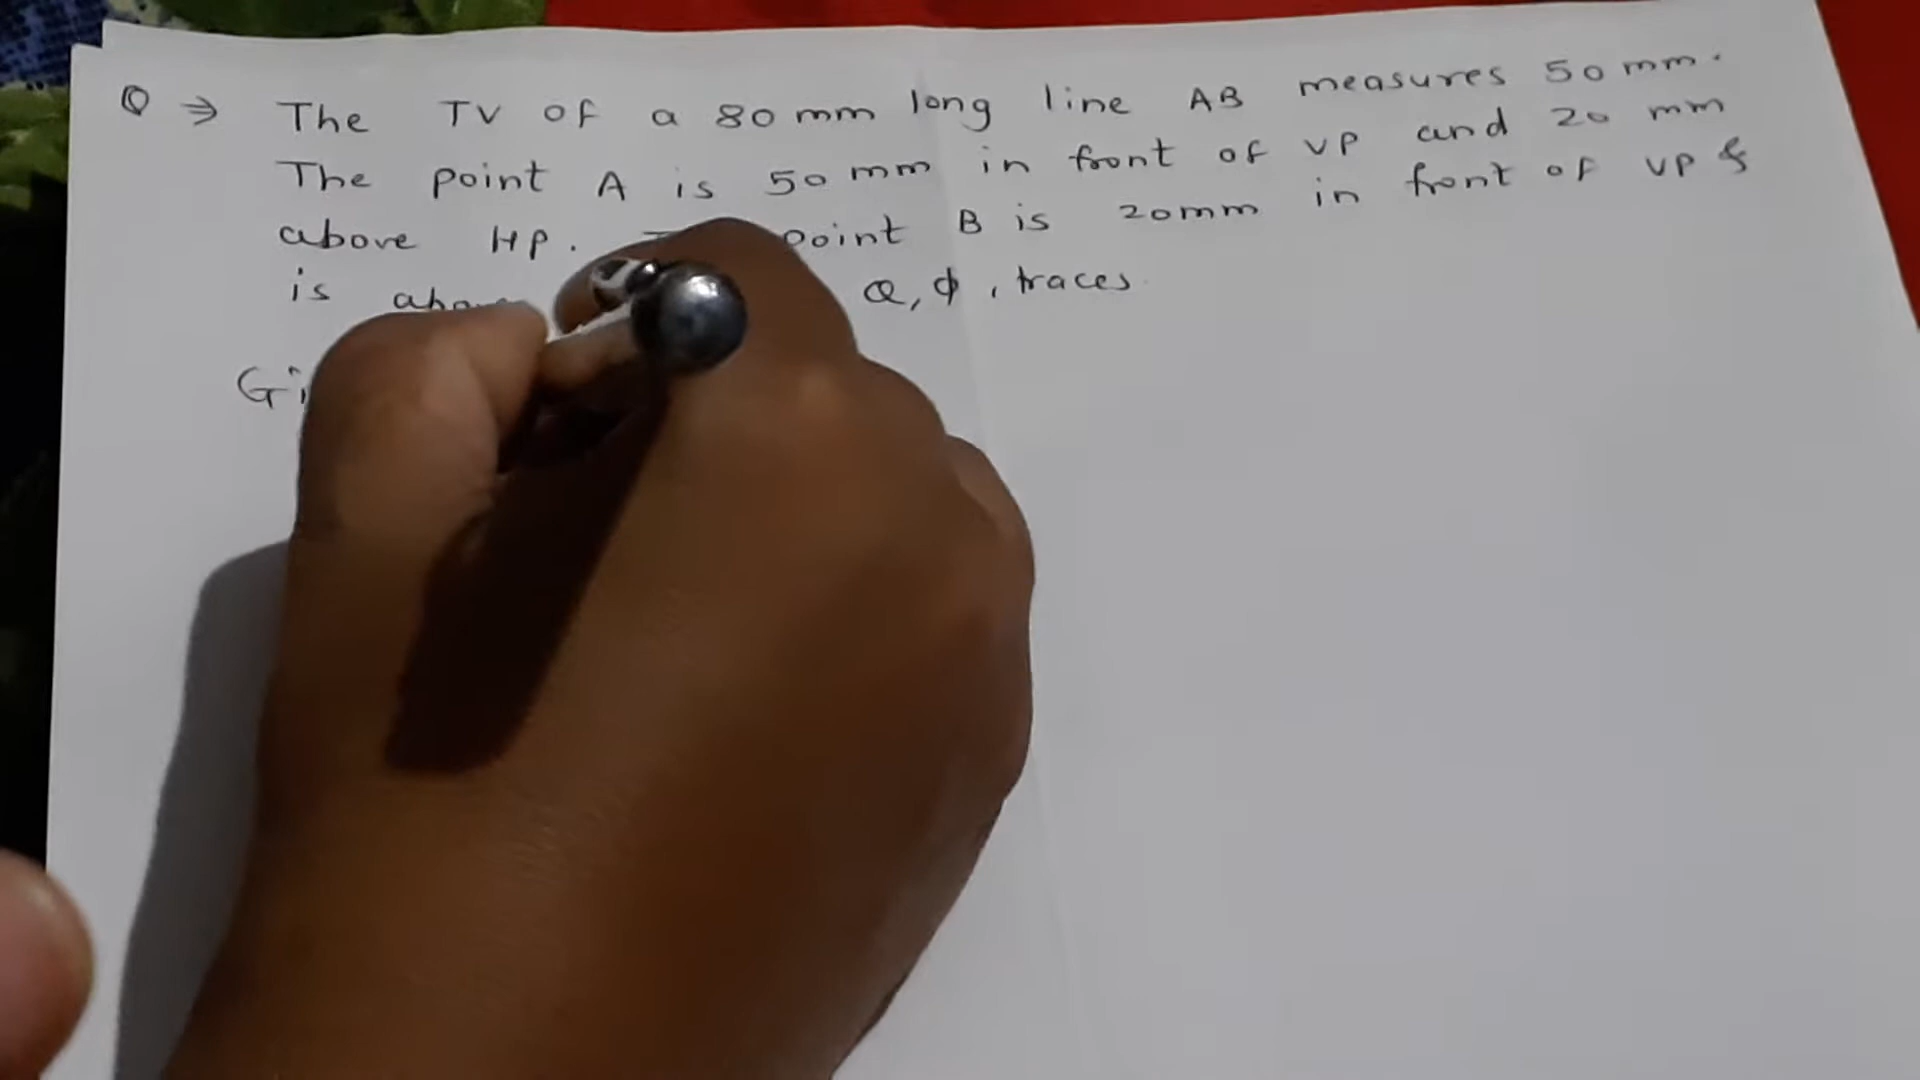 Q ⇒ The TV of a 80 mm long line AB measures 50 mm.
The point A is 50 mm in front of VP and 20 mm
above HP. point B is 20mm in front of VP &
is θ, ϕ, traces.